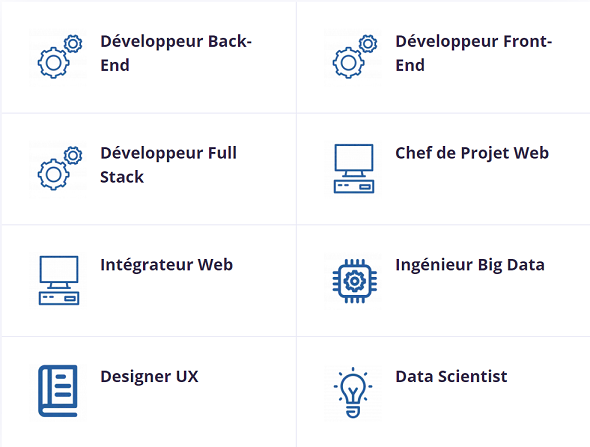 Développeur Back-
End
Développeur Front-
End
Développeur Full
Stack
Chef de Projet Web
Intégrateur Web
Ingénieur Big Data
Designer UX
Data Scientist